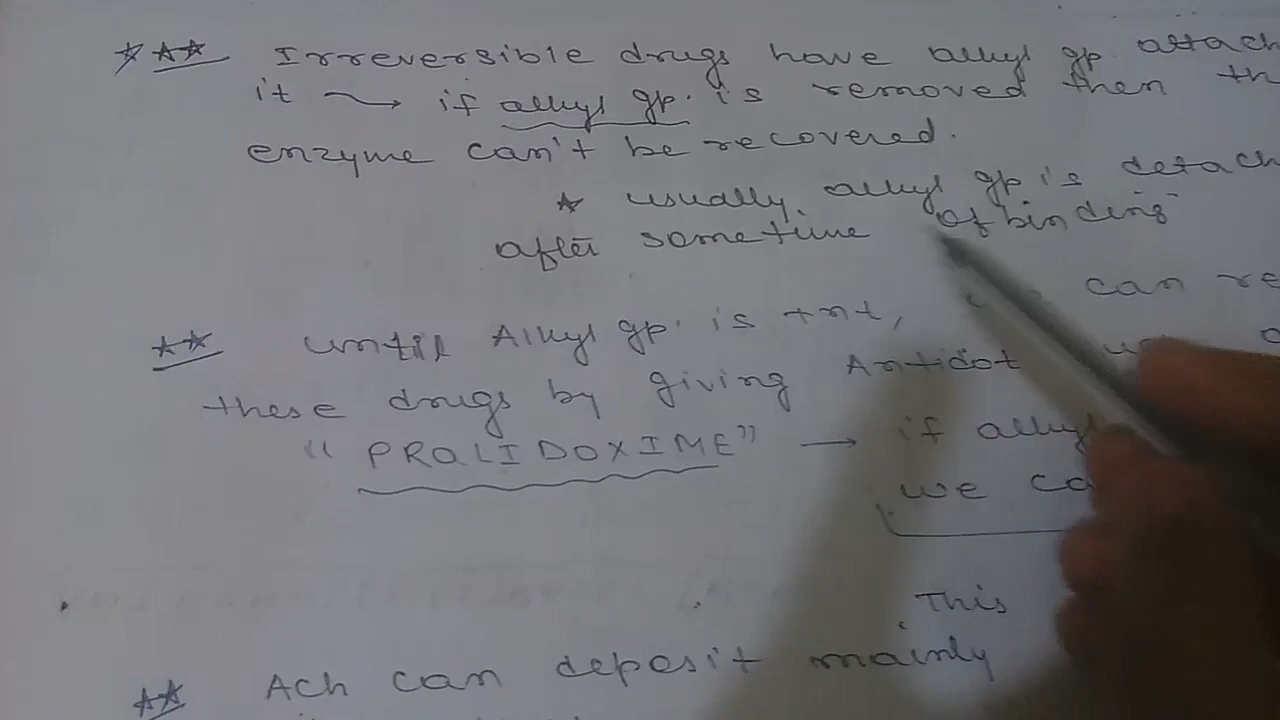 *** Irreversible drugs have alkyl gp attach
it → if alkyl gp. is removed then th
enzyme can't be recovered.
* usually alkyl gp is detach
after sometime of binding
** until Alkyl gp. is +nt, can re
these drugs by giving Antidot
"PRALIDOXIME" → if alkyl
we ca
This
** Ach can deposit mainly